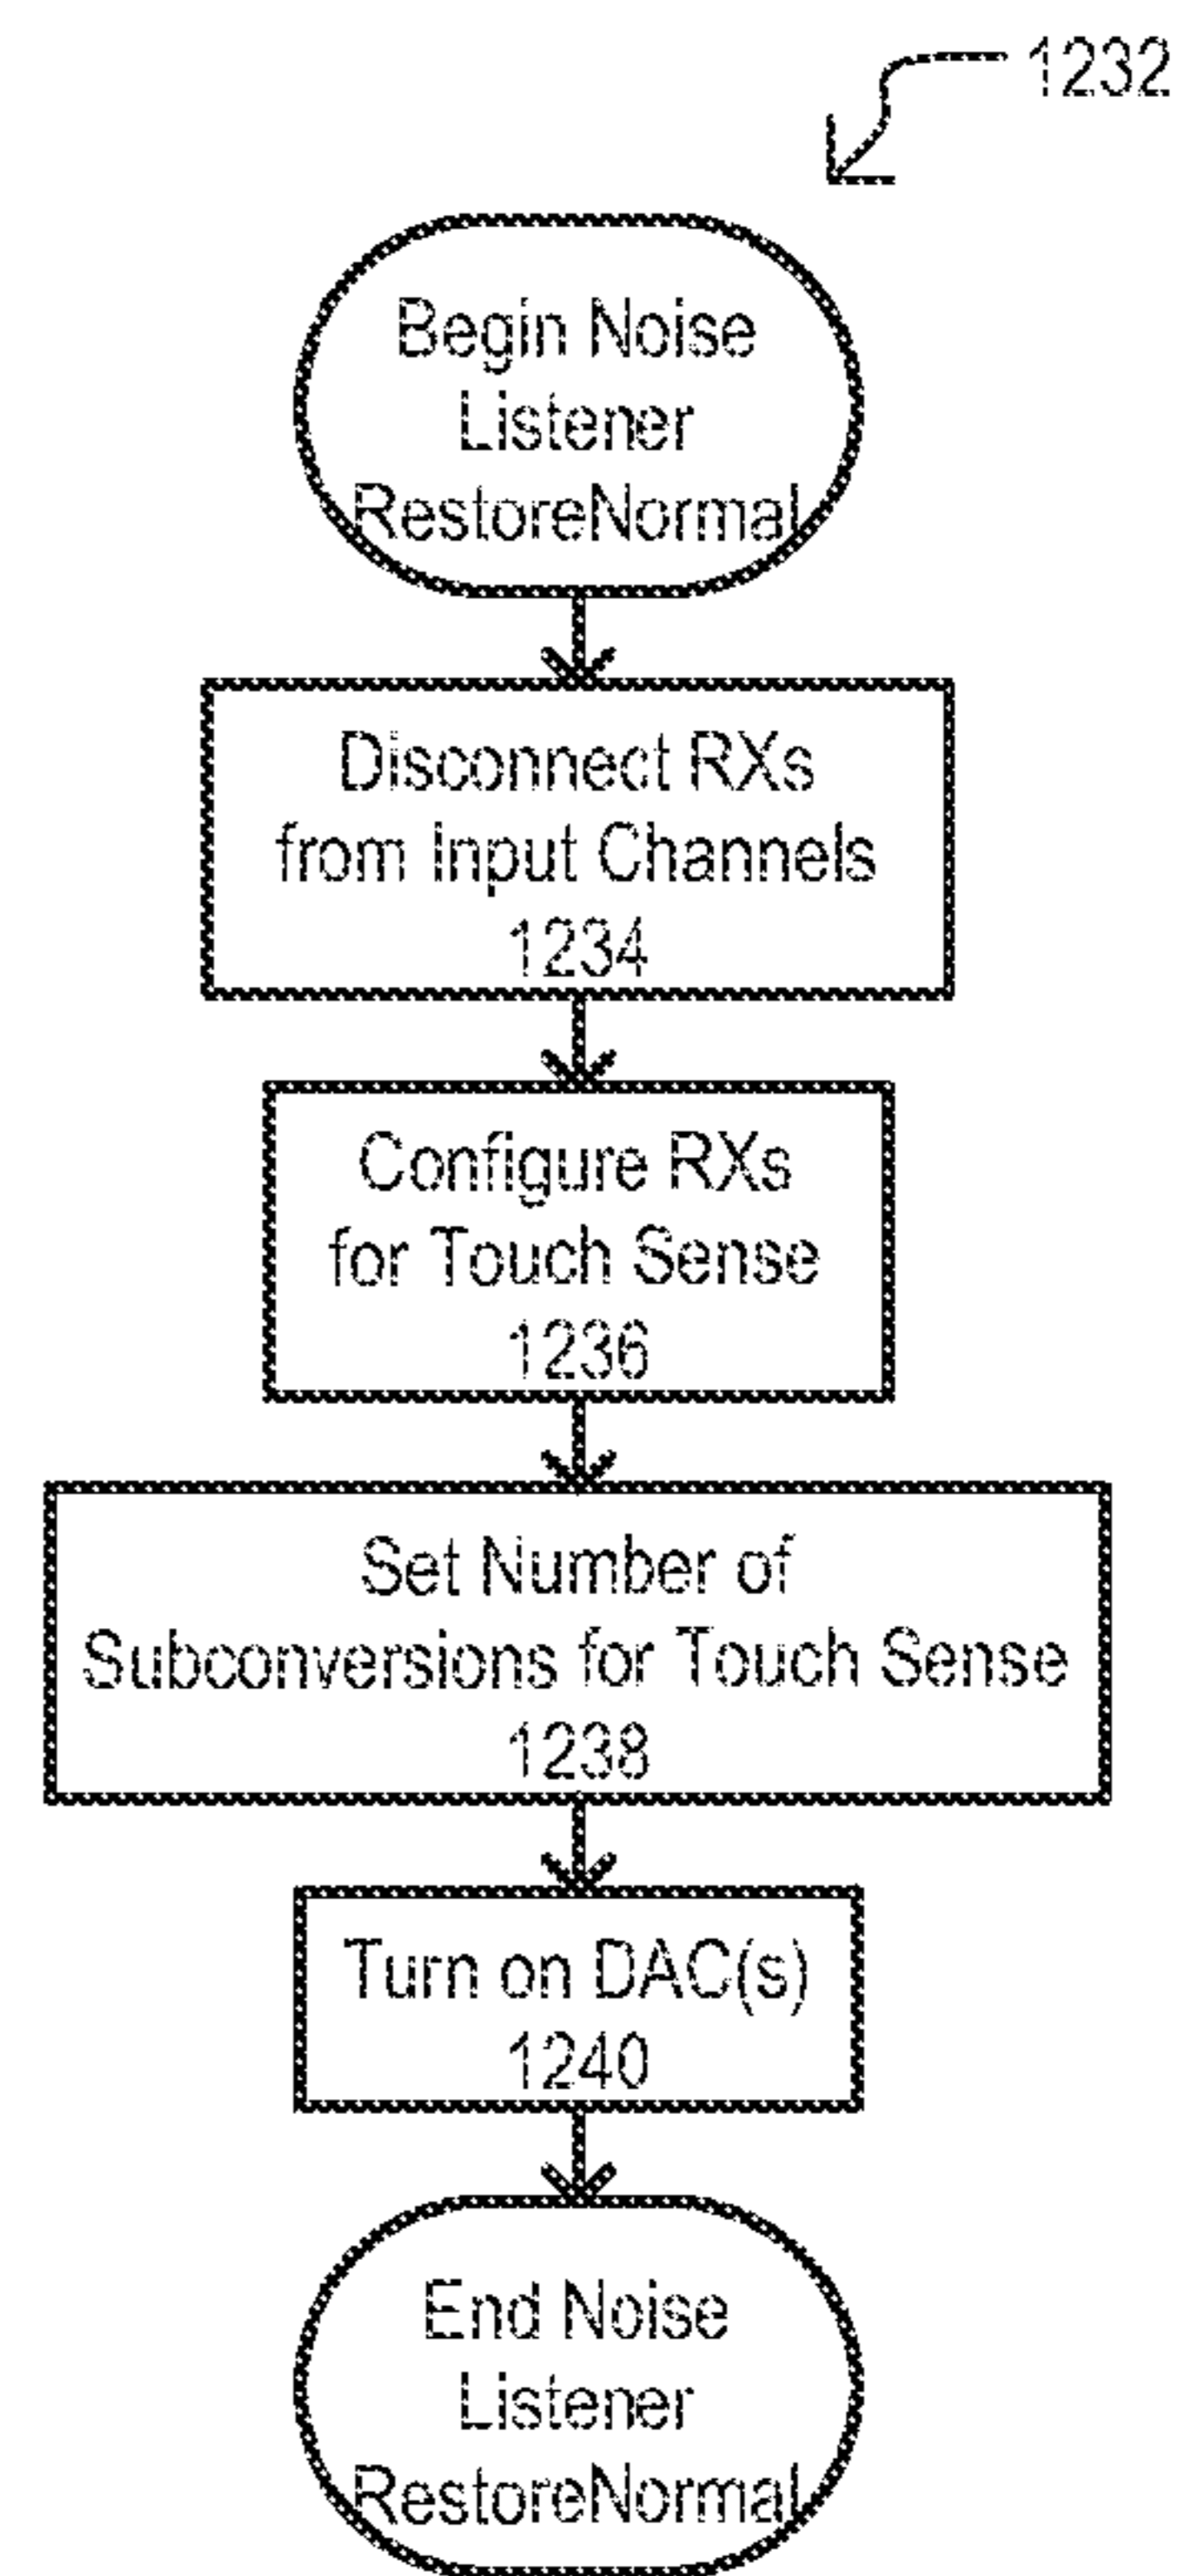 1232
Begin Noise
Listener
RestoreNormal
Disconnect RXs
from Input Channels
1234
Configure RXs
for Touch Sense
1236
Set Number of
Subconversions for Touch Sense
1238
Turn on DAC(s)
1240
End Noise
Listener
RestoreNormal